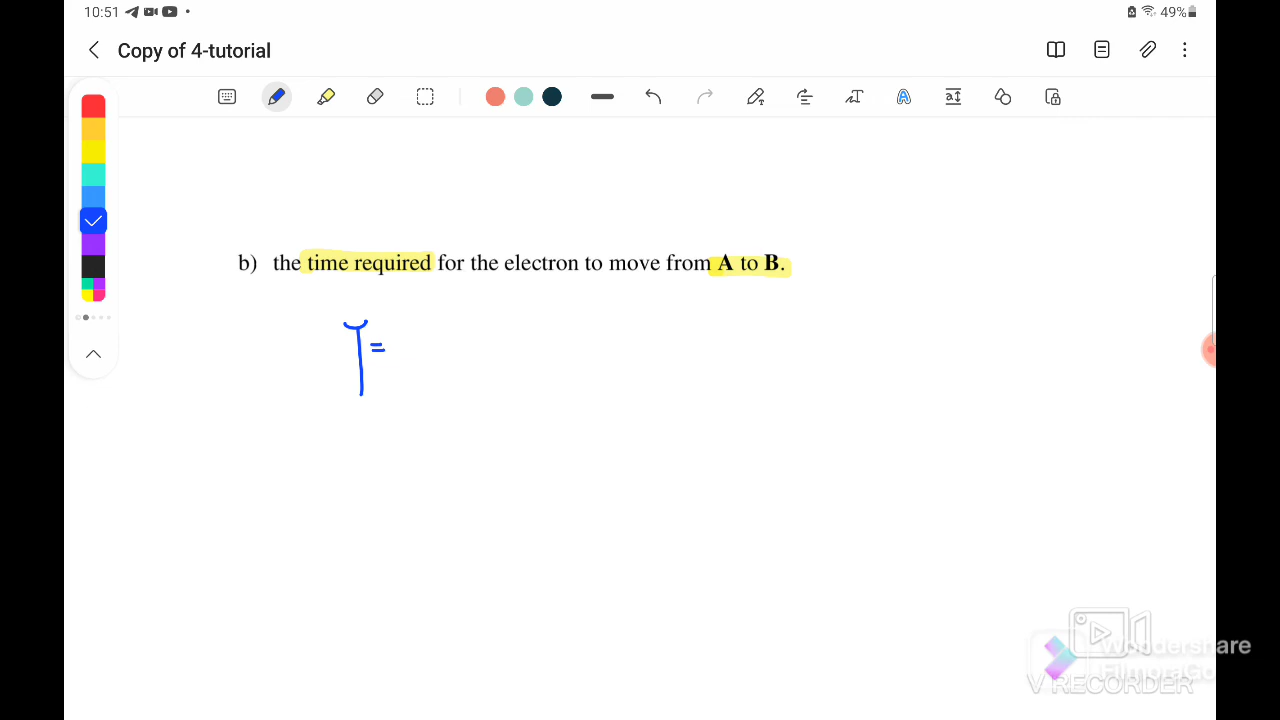 10:51 49%
Copy of 4-tutorial
b) the time required for the electron to move from A to B.
T =
Wondershare
FilmoraGo
V RECORDER